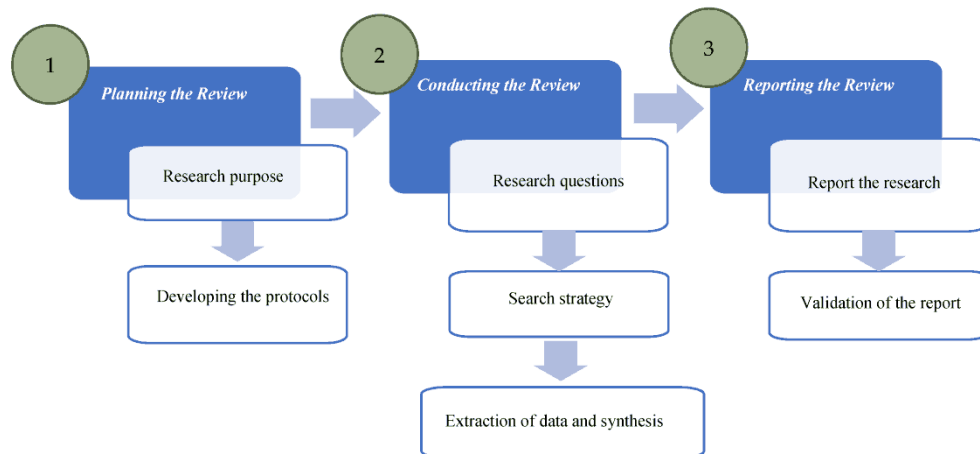 1
Planning the Review
Research purpose
Developing the protocols
2
Conducting the Review
Research questions
Search strategy
Extraction of data and synthesis
3
Reporting the Review
Report the research
Validation of the report